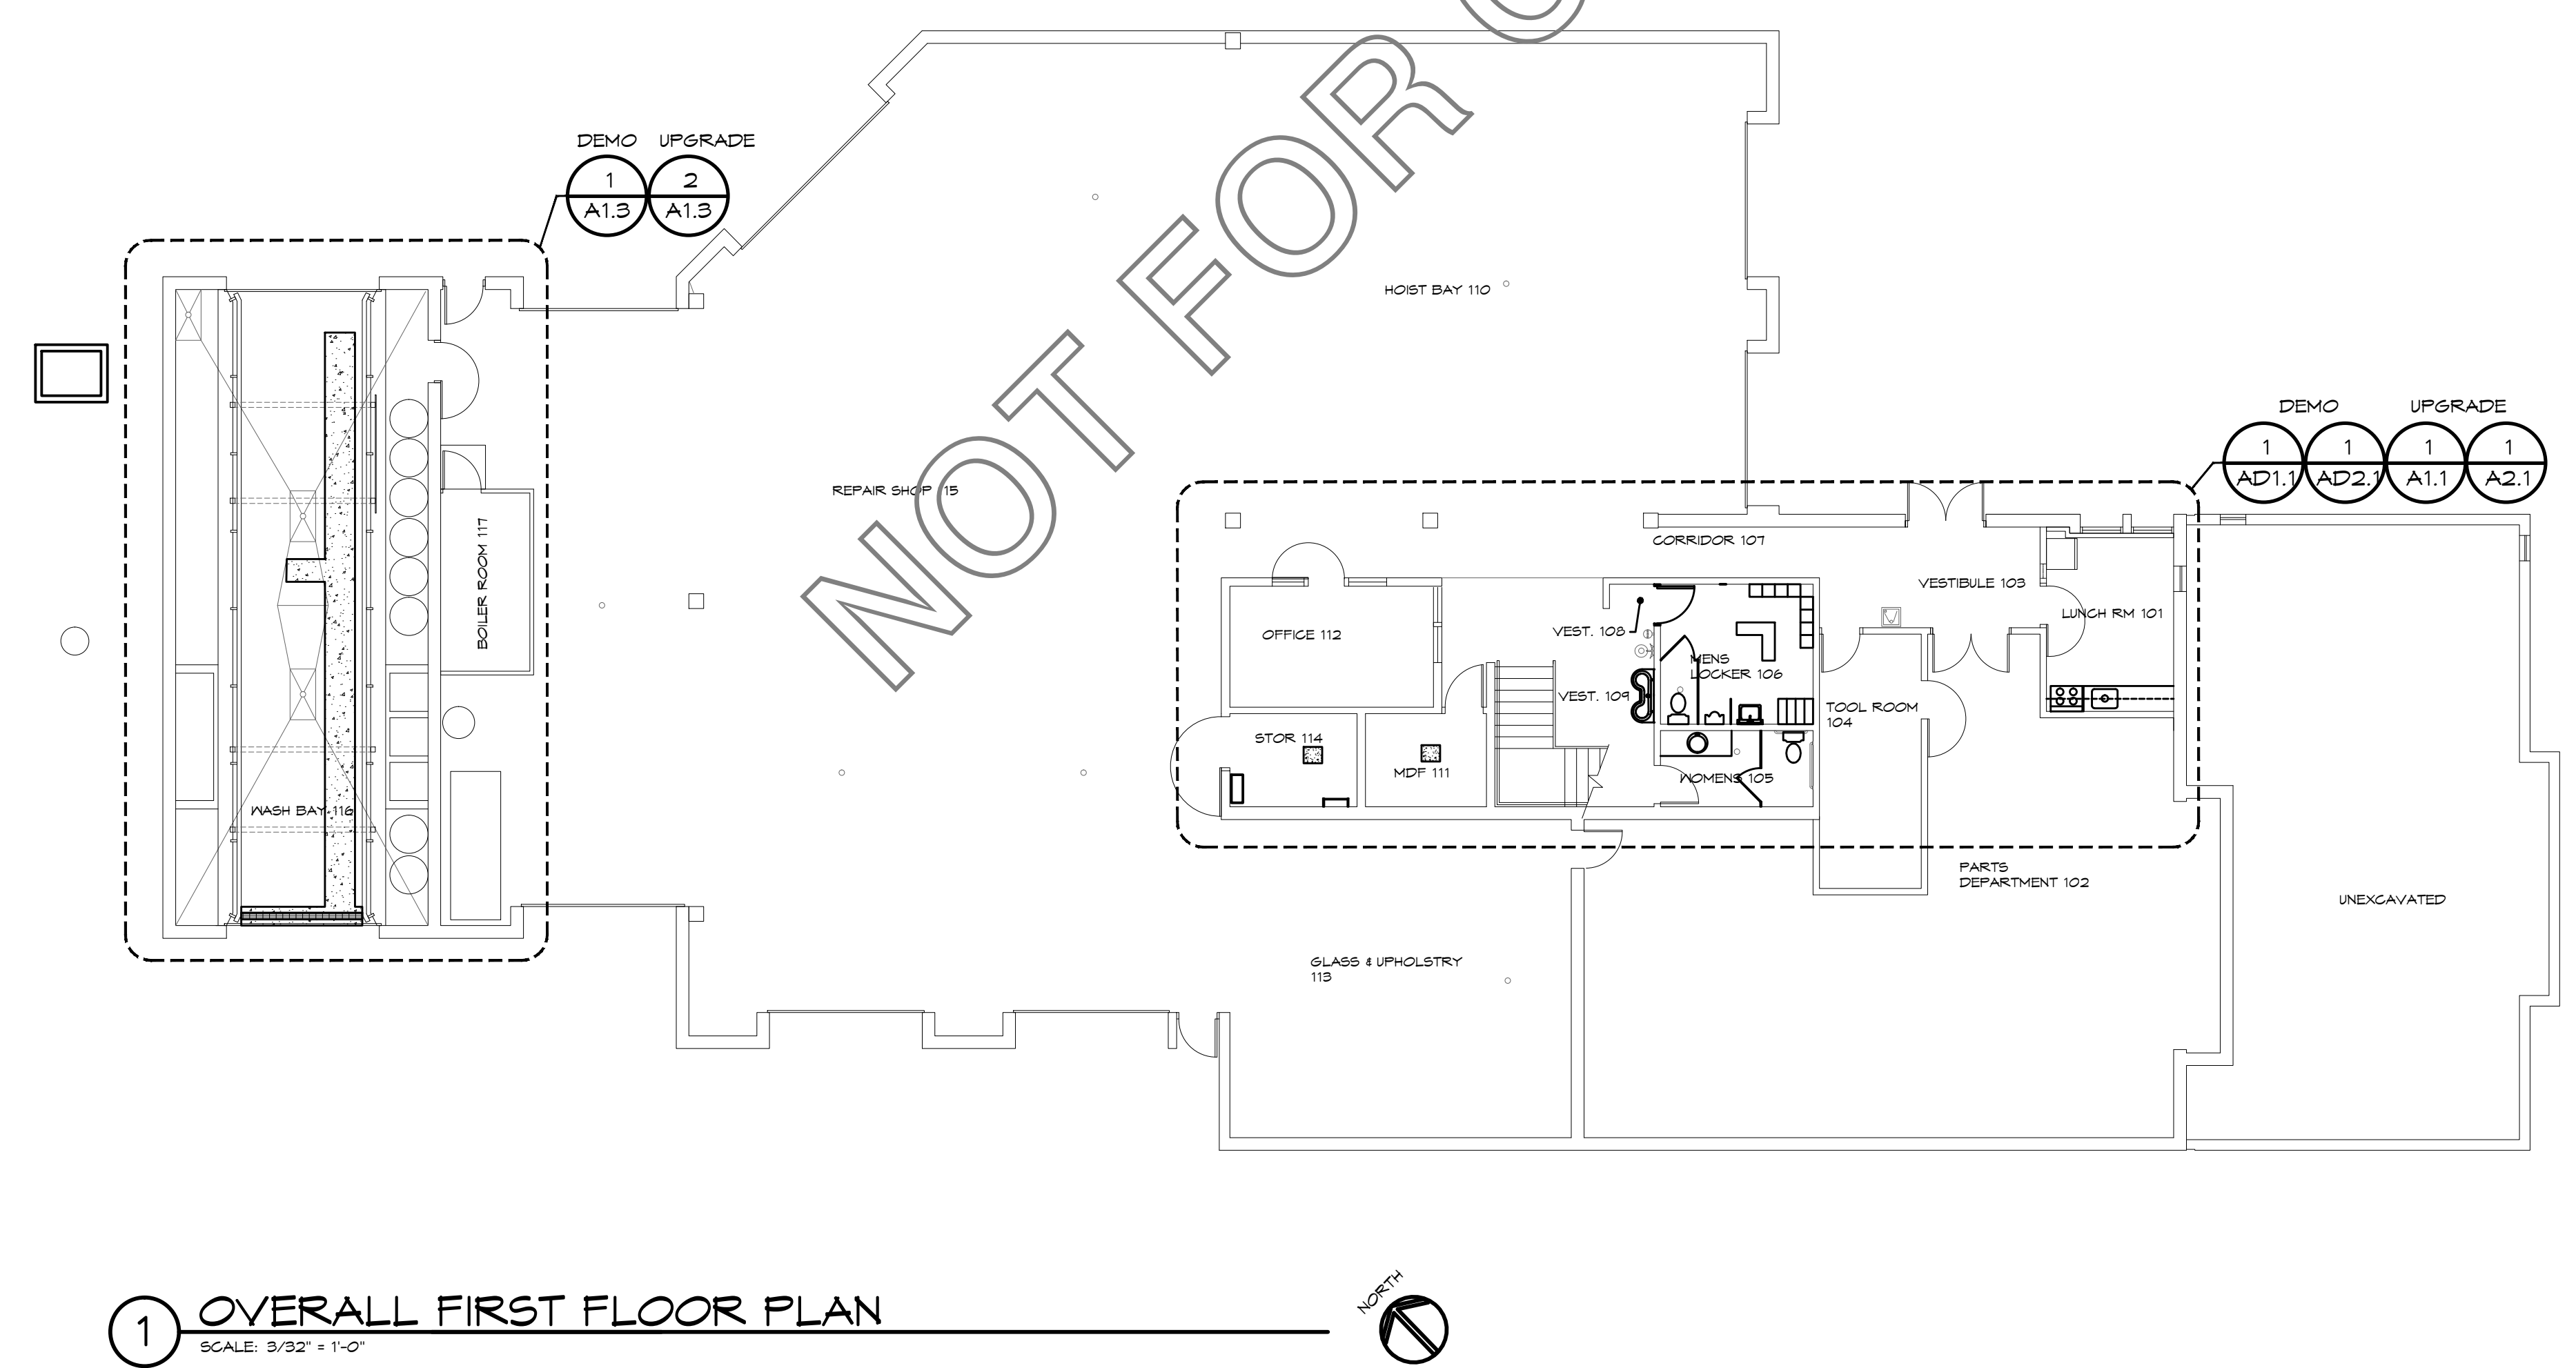 NOT FOR
DEMO UPGRADE
1 2
A1.3 A1.3
HOIST BAY 110
DEMO UPGRADE
1 1 1 1
AD1.1 AD2.1 A1.1 A2.1
REPAIR SHOP 115
BOILER ROOM 117
CORRIDOR 107
VESTIBULE 103
LUNCH RM 101
OFFICE 112
VEST. 108
MENS
LOCKER 106
VEST. 109
TOOL ROOM
104
STOR 114
MDF 111
WOMENS 105
WASH BAY 116
PARTS
DEPARTMENT 102
UNEXCAVATED
GLASS & UPHOLSTRY
113
1
OVERALL FIRST FLOOR PLAN
SCALE: 3/32" = 1'-0"
NORTH